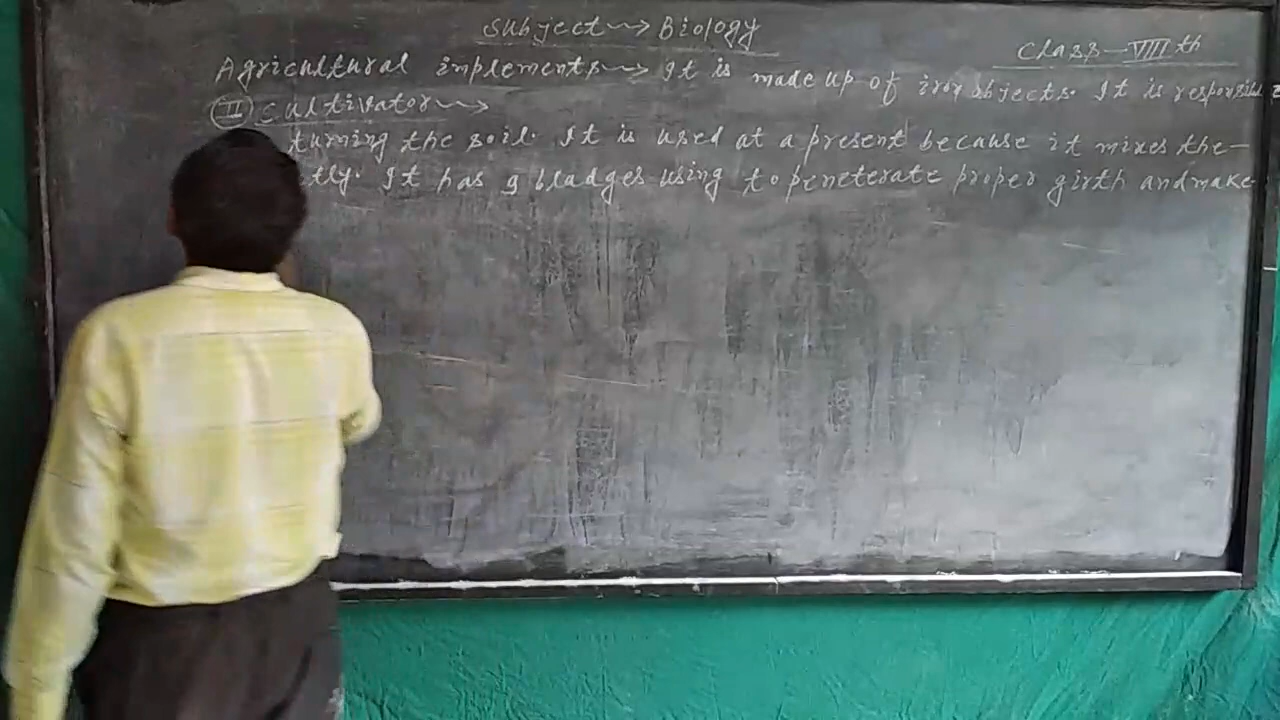 Subject → Biology
Class - VIII th
Agricultural implements → It is made up of iron objects. It is responsible
(II) Cultivator →
turning the soil. It is used at a present because it mixes the -
tly. It has 9 bladges using to peneterate proper girth and make